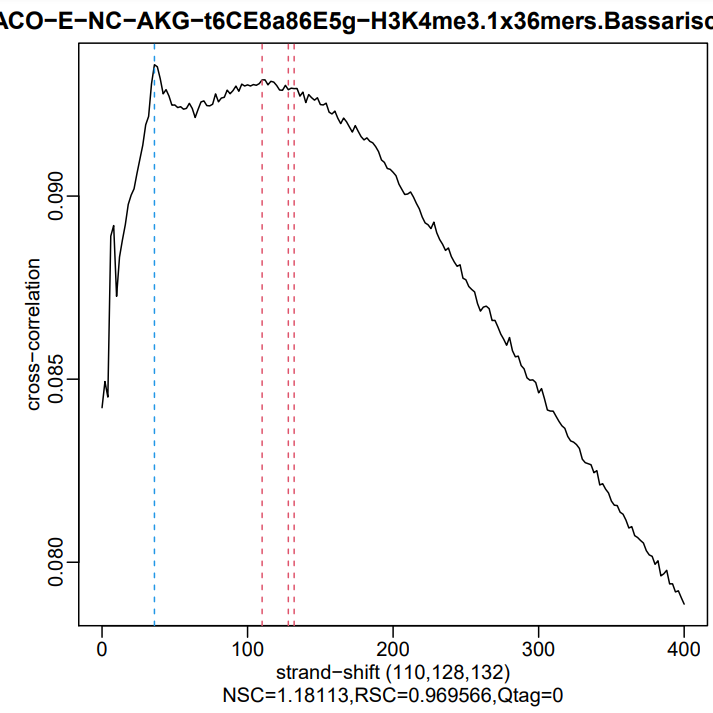 ACO−E−NC−AKG−t6CE8a86E5g−H3K4me3.1x36mers.Bassarisc
cross−correlation
0.090
0.085
0.080
0 100 200 300 400
strand−shift (110,128,132)
NSC=1.18113,RSC=0.969566,Qtag=0